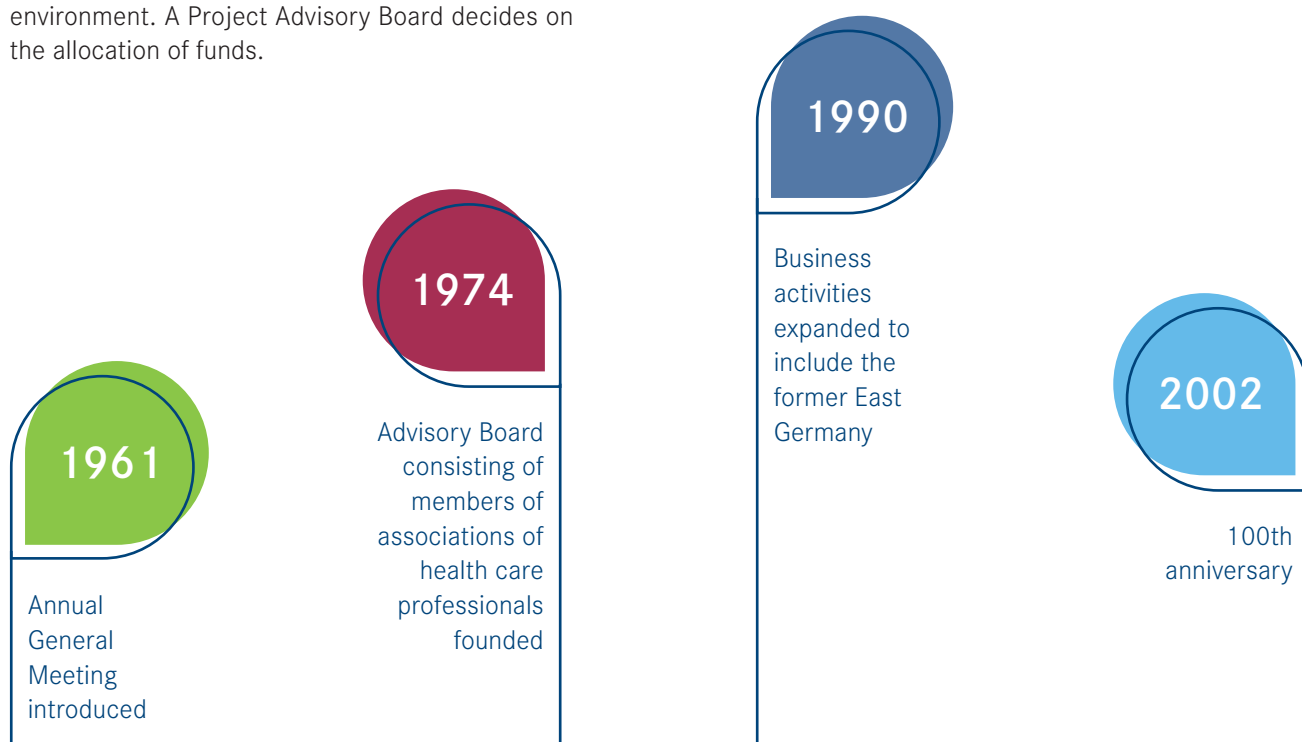 environment. A Project Advisory Board decides on
the allocation of funds.
1961
Annual
General
Meeting
introduced
1974
Advisory Board
consisting of
members of
associations of
health care
professionals
founded
1990
Business
activities
expanded to
include the
former East
Germany
2002
100th
anniversary